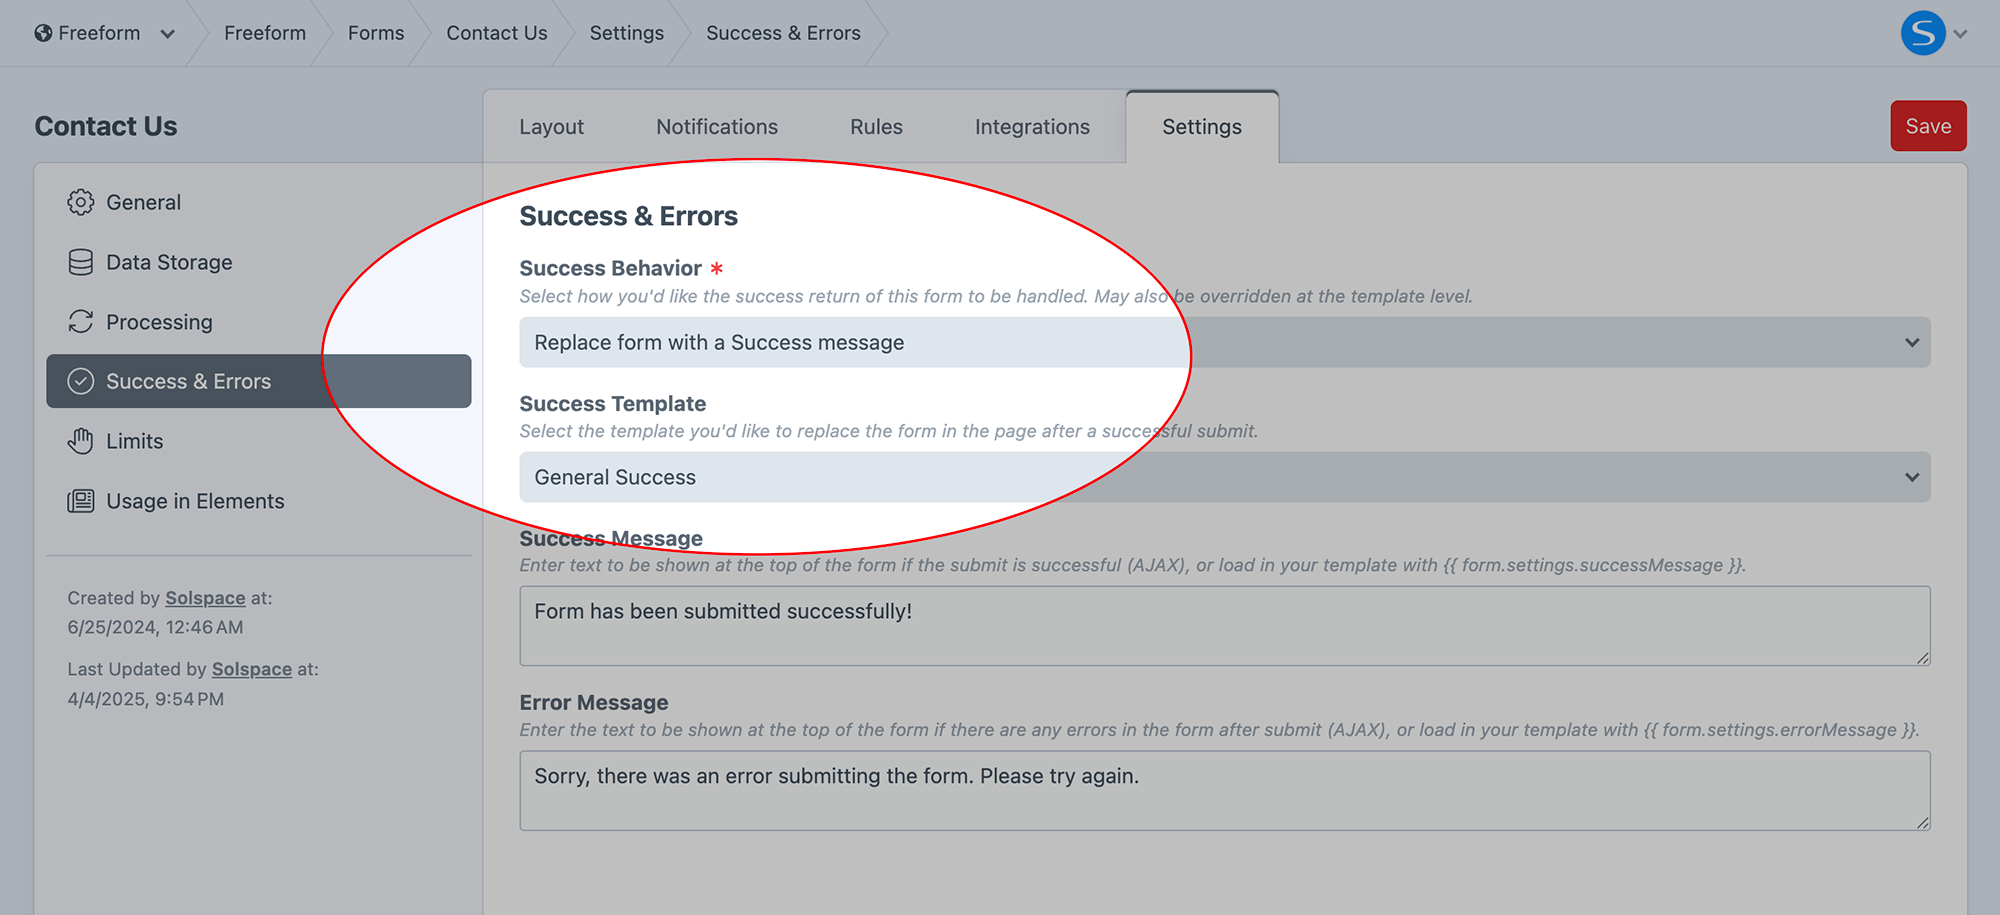 Freeform
Freeform
Forms
Contact Us
Settings
Success & Errors
S
Contact Us
Layout
Notifications
Rules
Integrations
Settings
Save
General
Data Storage
Processing
Success & Errors
Limits
Usage in Elements
Created by Solspace at:
6/25/2024, 12:46 AM
Last Updated by Solspace at:
4/4/2025, 9:54 PM
Success & Errors
Success Behavior *
Select how you'd like the success return of this form to be handled. May also be overridden at the template level.
Replace form with a Success message
Success Template
Select the template you'd like to replace the form in the page after a successful submit.
General Success
Success Message
Enter text to be shown at the top of the form if the submit is successful (AJAX), or load in your template with {{ form.settings.successMessage }}.
Form has been submitted successfully!
Error Message
Enter the text to be shown at the top of the form if there are any errors in the form after submit (AJAX), or load in your template with {{ form.settings.errorMessage }}.
Sorry, there was an error submitting the form. Please try again.